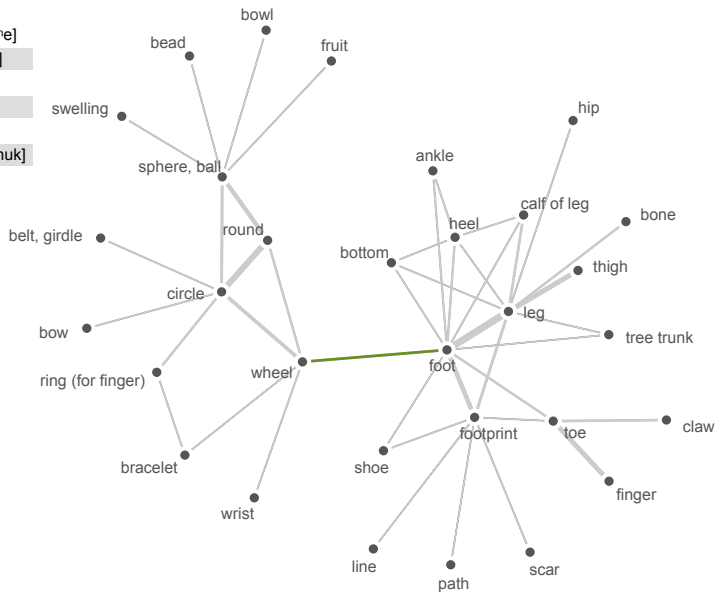 bowl
bead
fruit
swelling
hip
ankle
sphere, ball
calf of leg
heel
bone
round
belt, girdle
bottom
thigh
circle
leg
bow
tree trunk
foot
wheel
ring (for finger)
claw
toe
footprint
bracelet
shoe
finger
wrist
line
scar
path